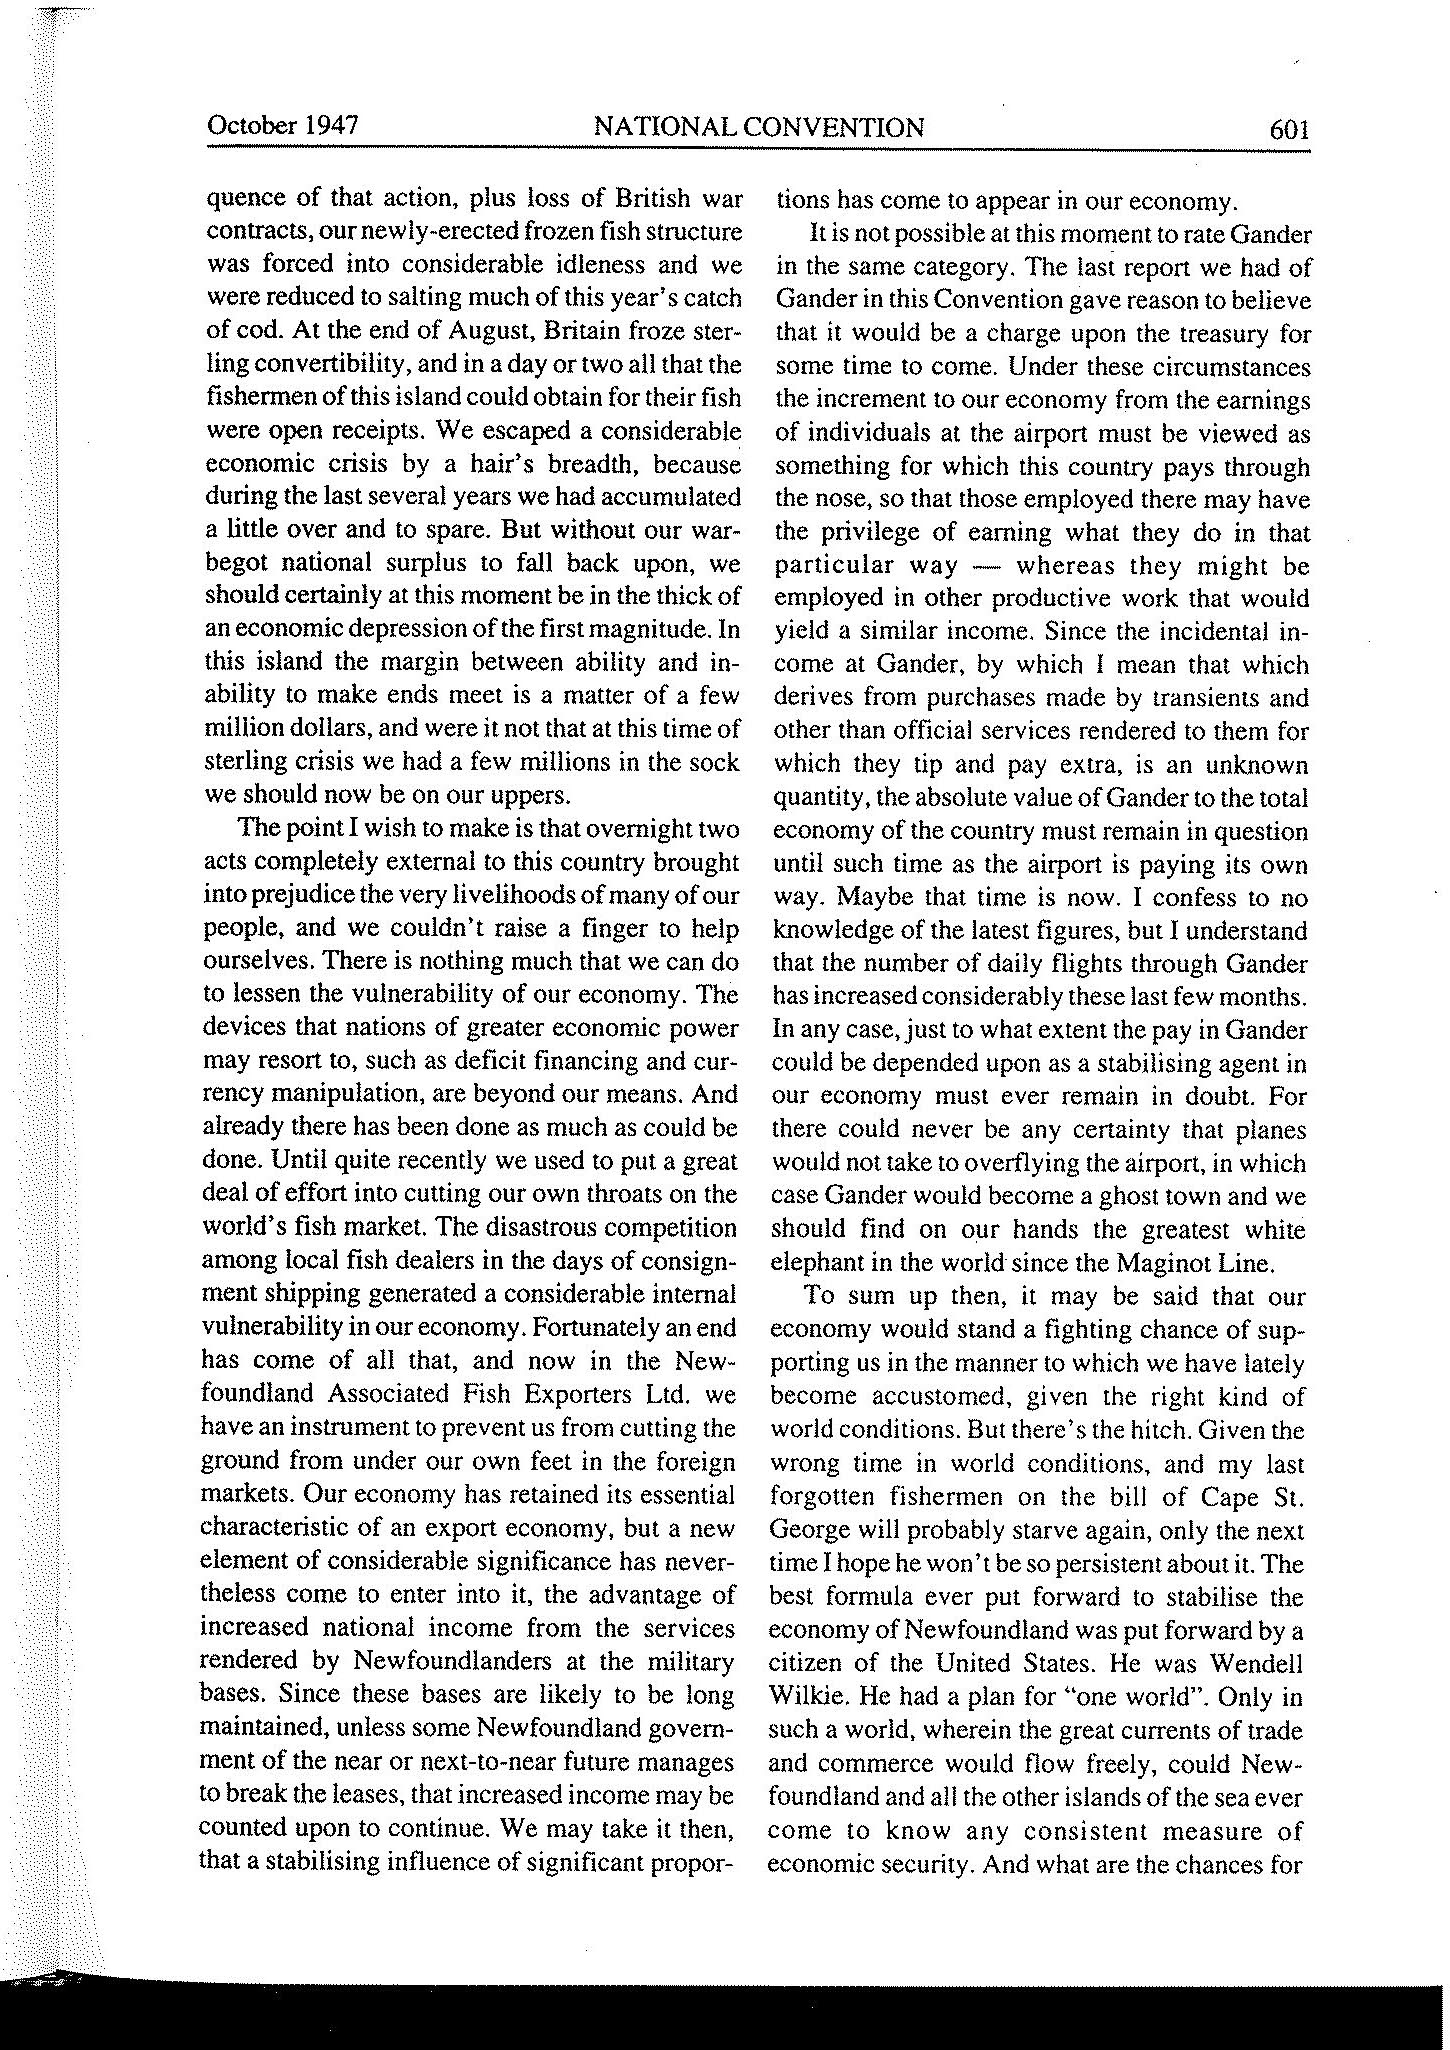 October 1947
NATIONAL CONVENTION
601
quence of that action, plus loss of British war
contracts, our newly-erected frozen fish structure
was forced into considerable idleness and we
were reduced to salting much of this year's catch
of cod. At the end of August, Britain froze ster-
ling convertibility, and in a day or two all that the
fishermen of this island could obtain for their fish
were open receipts. We escaped a considerable
economic crisis by a hair's breadth, because
during the last several years we had accumulated
a little over and to spare. But without our war-
begot national surplus to fall back upon, we
should certainly at this moment be in the thick of
an economic depression of the first magnitude. In
this island the margin between ability and in-
ability to make ends meet is a matter of a few
million dollars, and were it not that at this time of
sterling crisis we had a few millions in the sock
we should now be on our uppers.
The point I wish to make is that overnight two
acts completely external to this country brought
into prejudice the very livelihoods of many of our
people, and we couldn't raise a finger to help
ourselves. There is nothing much that we can do
to lessen the vulnerability of our economy. The
devices that nations of greater economic power
may resort to, such as deficit financing and cur-
rency manipulation, are beyond our means. And
already there has been done as much as could be
done. Until quite recently we used to put a great
deal of effort into cutting our own throats on the
world's fish market. The disastrous competition
among local fish dealers in the days of consign-
ment shipping generated a considerable internal
vulnerability in our economy. Fortunately an end
has come of all that, and now in the New-
foundland Associated Fish Exporters Ltd. we
have an instrument to prevent us from cutting the
ground from under our own feet in the foreign
markets. Our economy has retained its essential
characteristic of an export economy, but a new
element of considerable significance has never-
theless come to enter into it, the advantage of
increased national income from the services
rendered by Newfoundlanders at the military
bases. Since these bases are likely to be long
maintained, unless some Newfoundland govern-
ment of the near or next-to-near future manages
to break the leases, that increased income may be
counted upon to continue. We may take it then,
that a stabilising influence of significant propor-
tions has come to appear in our economy.
It is not possible at this moment to rate Gander
in the same category. The last report we had of
Gander in this Convention gave reason to believe
that it would be a charge upon the treasury for
some time to come. Under these circumstances
the increment to our economy from the earnings
of individuals at the airport must be viewed as
something for which this country pays through
the nose, so that those employed there may have
the privilege of earning what they do in that
particular way — whereas they might be
employed in other productive work that would
yield a similar income. Since the incidental in-
come at Gander, by which I mean that which
derives from purchases made by transients and
other than official services rendered to them for
which they tip and pay extra, is an unknown
quantity, the absolute value of Gander to the total
economy of the country must remain in question
until such time as the airport is paying its own
way. Maybe that time is now. I confess to no
knowledge of the latest figures, but I understand
that the number of daily flights through Gander
has increased considerably these last few months.
In any case, just to what extent the pay in Gander
could be depended upon as a stabilising agent in
our economy must ever remain in doubt. For
there could never be any certainty that planes
would not take to overflying the airport, in which
case Gander would become a ghost town and we
should find on our hands the greatest white
elephant in the world since the Maginot Line.
To sum up then, it may be said that our
economy would stand a fighting chance of sup-
porting us in the manner to which we have lately
become accustomed, given the right kind of
world conditions. But there's the hitch. Given the
wrong time in world conditions, and my last
forgotten fishermen on the bill of Cape St.
George will probably starve again, only the next
time I hope he won't be so persistent about it. The
best formula ever put forward to stabilise the
economy of Newfoundland was put forward by a
citizen of the United States. He was Wendell
Wilkie. He had a plan for "one world". Only in
such a world, wherein the great currents of trade
and commerce would flow freely, could New-
foundland and all the other islands of the sea ever
come to know any consistent measure of
economic security. And what are the chances for